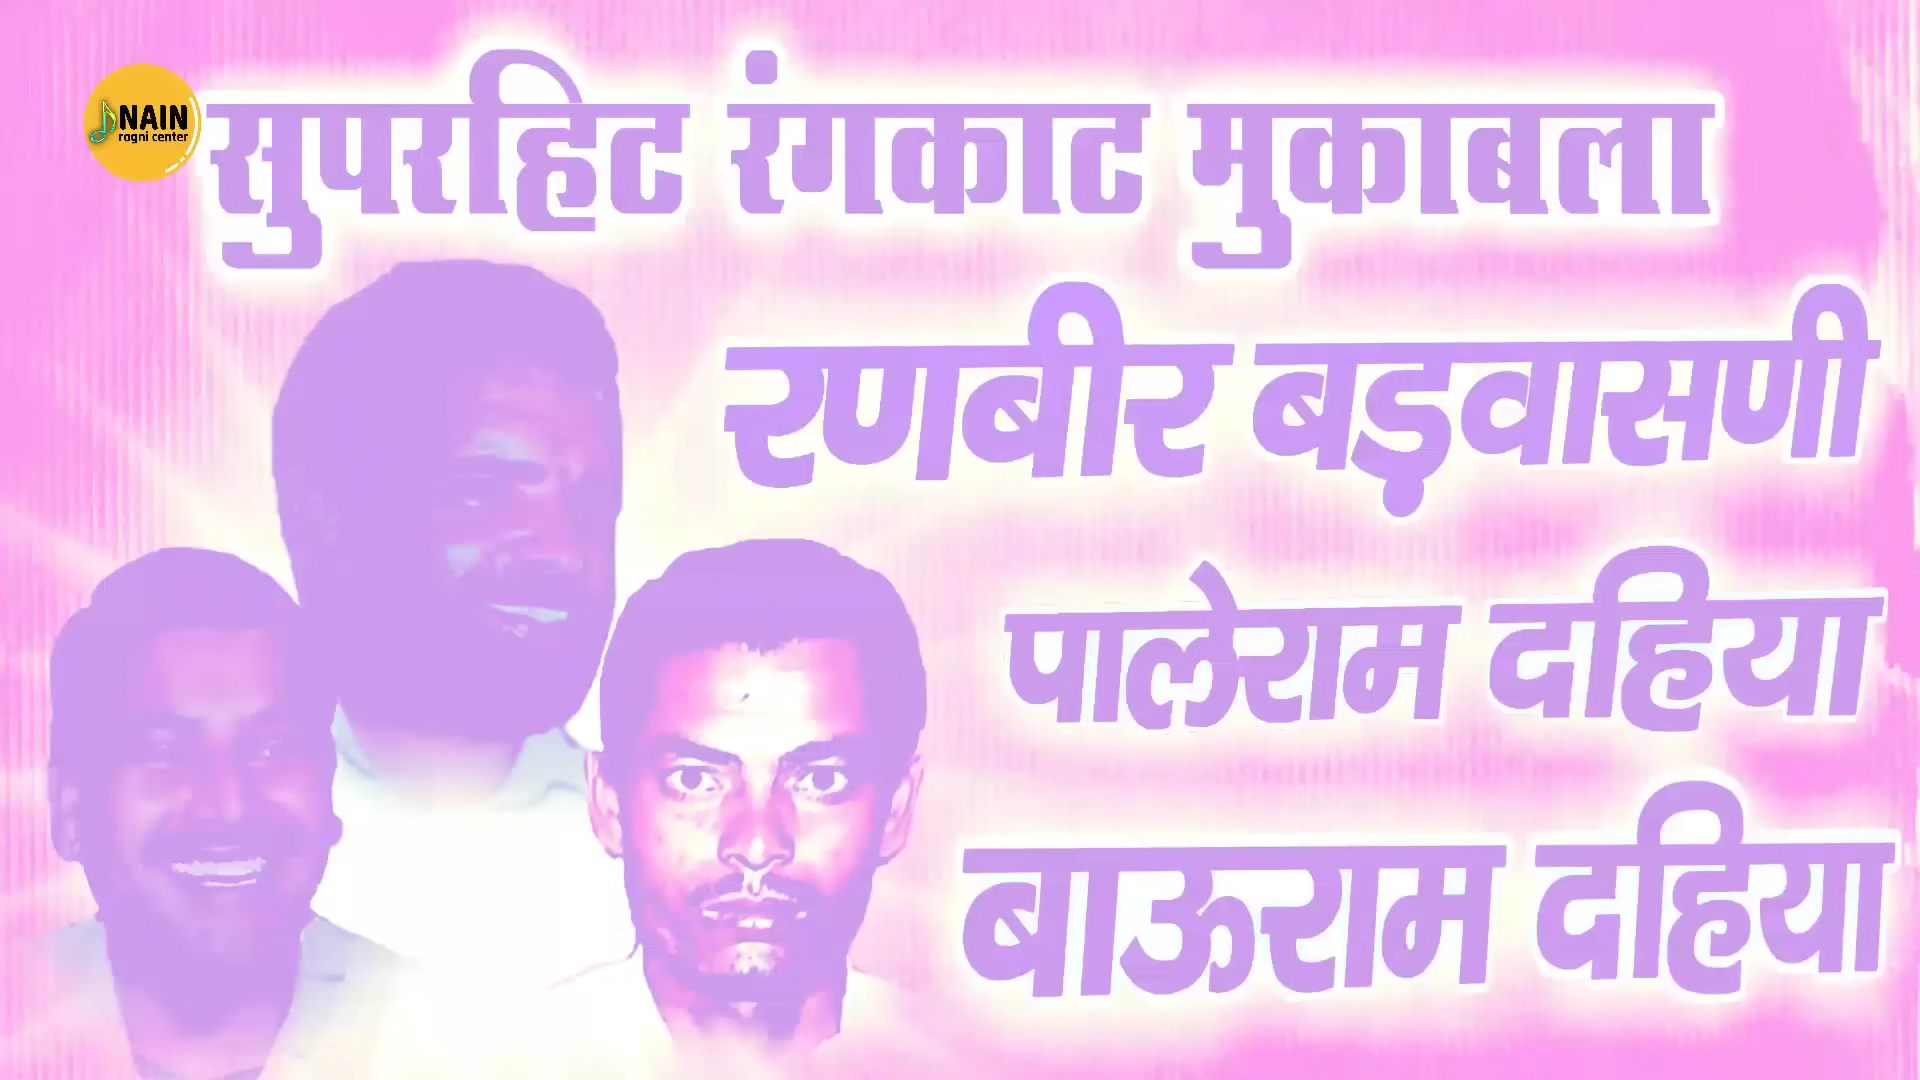 NAIN
ragni center
सुपरहिट रंगकाट मुकाबला
रणबीर बड़वासणी
पालेराम दहिया
बाऊराम दहिया